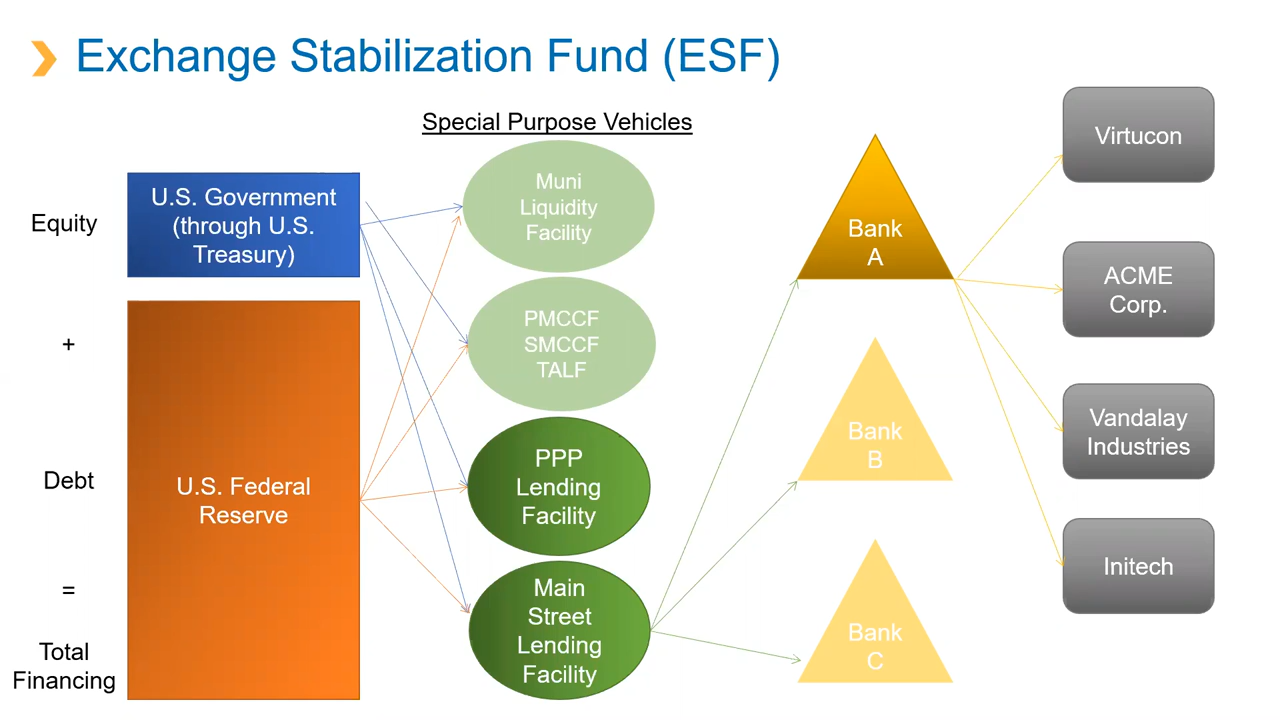 Exchange Stabilization Fund (ESF)
Special Purpose Vehicles
Equity
+
Debt
=
Total
Financing
U.S. Government
(through U.S.
Treasury)
U.S. Federal
Reserve
Muni
Liquidity
Facility
PMCCF
SMCCF
TALF
PPP
Lending
Facility
Main
Street
Lending
Facility
Bank
A
Bank
B
Bank
C
Virtucon
ACME
Corp.
Vandalay
Industries
Initech